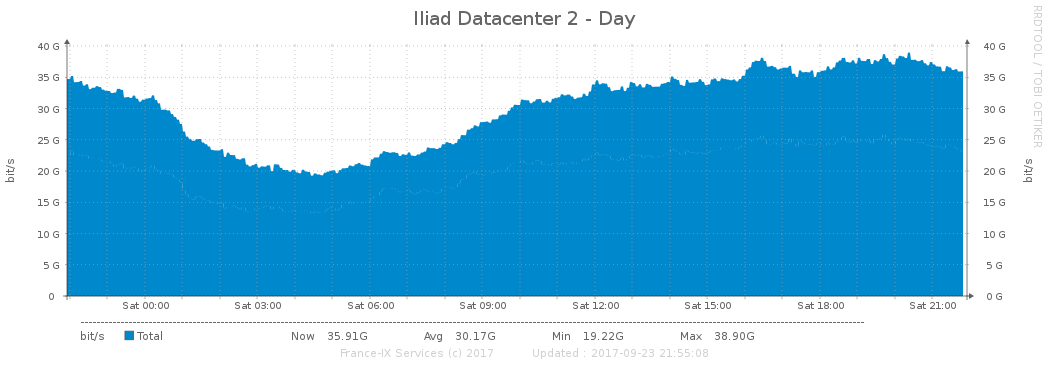 Iliad Datacenter 2 - Day
RRDTOOL / TOBI OETIKER
bit/s
bit/s
40 G
40 G
35 G
35 G
30 G
30 G
25 G
25 G
20 G
20 G
15 G
15 G
10 G
10 G
5 G
5 G
0
0 G
Sat 00:00 Sat 03:00 Sat 06:00 Sat 09:00 Sat 12:00 Sat 15:00 Sat 18:00 Sat 21:00
bit/s Total Now 35.91G Avg 30.17G Min 19.22G Max 38.90G
France-IX Services (c) 2017 Updated : 2017-09-23 21:55:08